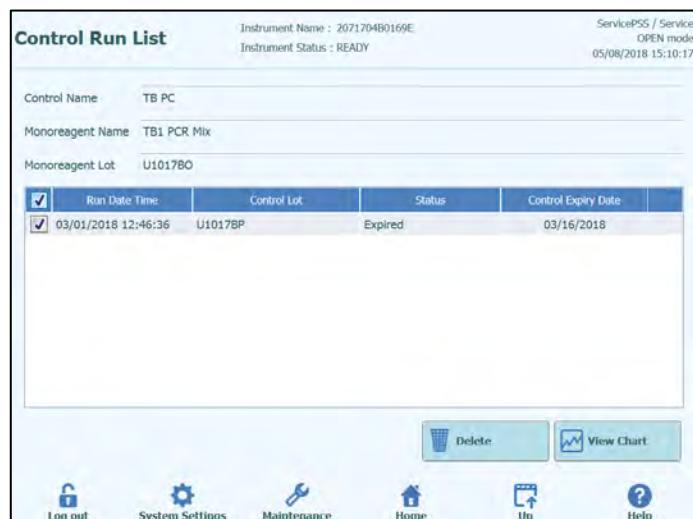 Control Run List
Instrument Name : 2071704B0169E
Instrument Status : READY
ServicePSS / Service
OPEN mode
05/08/2018 15:10:17
Control Name TB PC
Monoreagent Name TB1 PCR Mix
Monoreagent Lot U1017BO
Run Date Time Control Lot Status Control Expiry Date
03/01/2018 12:46:36 U1017BP Expired 03/16/2018
Delete View Chart
Log out System Settings Maintenance Home Up Help